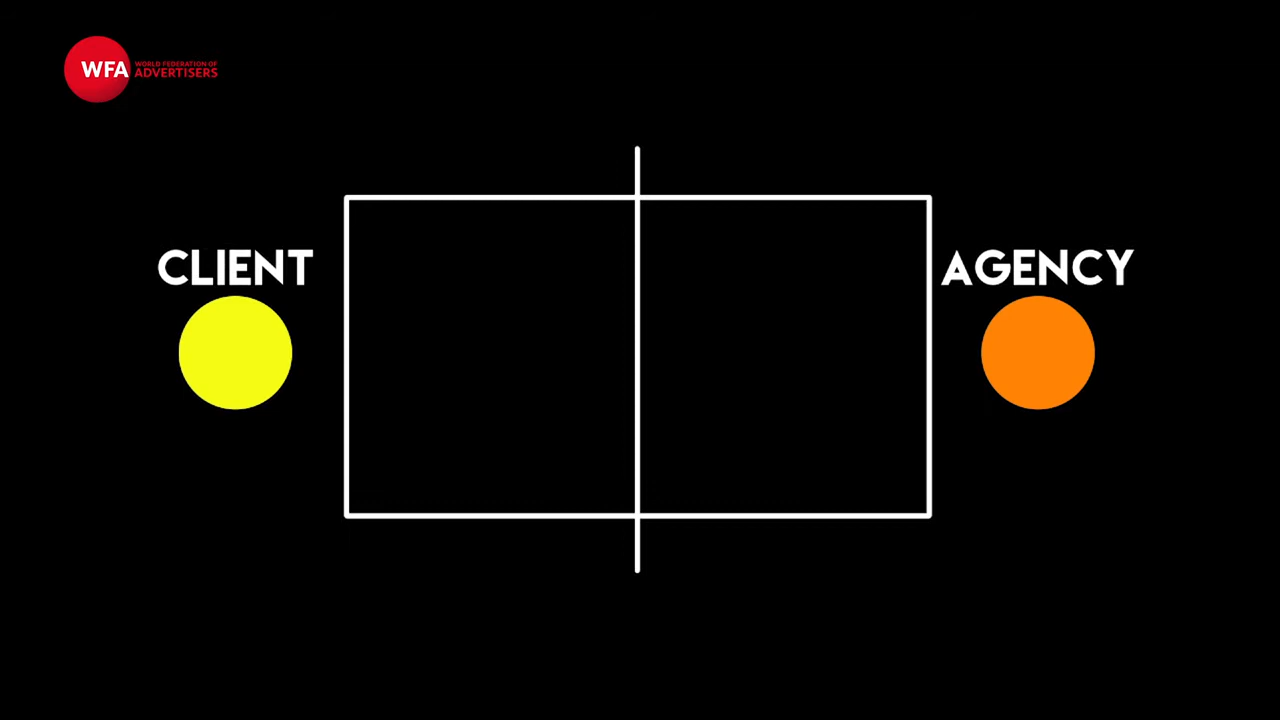 WFA
WORLD FEDERATION OF
ADVERTISERS
CLIENT
AGENCY